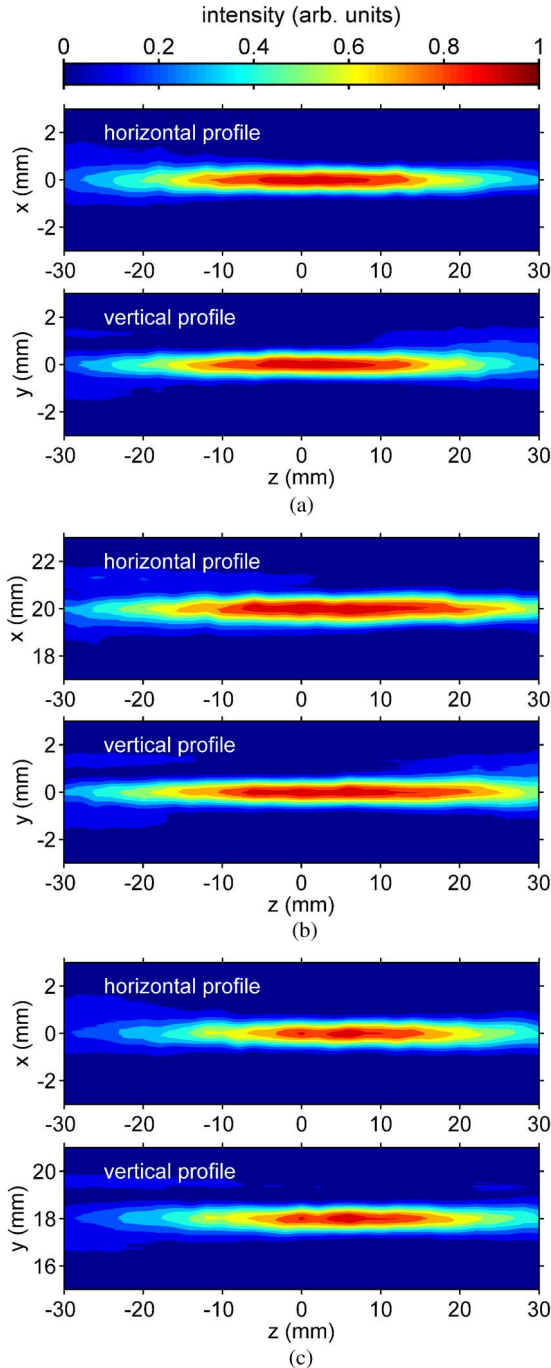 intensity (arb. units)
0 0.2 0.4 0.6 0.8 1
horizontal profile
x (mm)
2
0
-2
-30 -20 -10 0 10 20 30
vertical profile
y (mm)
2
0
-2
-30 -20 -10 0 10 20 30
z (mm)
(a)
horizontal profile
x (mm)
22
20
18
-30 -20 -10 0 10 20 30
vertical profile
y (mm)
2
0
-2
-30 -20 -10 0 10 20 30
z (mm)
(b)
horizontal profile
x (mm)
2
0
-2
-30 -20 -10 0 10 20 30
vertical profile
y (mm)
20
18
16
-30 -20 -10 0 10 20 30
z (mm)
(c)